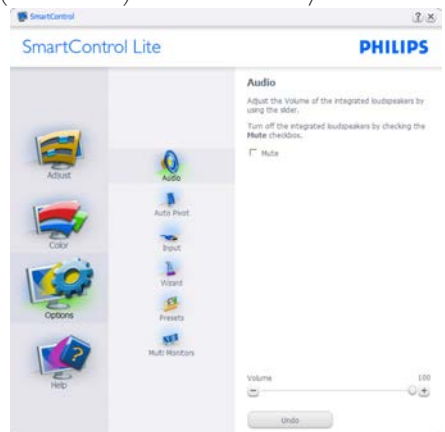 SmartControl
SmartControl Lite
PHILIPS
Adjust
Color
Options
Help
Audio
Auto Pivot
Input
Wizard
Presets
Multi Monitors
Audio
Adjust the Volume of the integrated loudspeakers by
using the slider.
Turn off the integrated loudspeakers by checking the
Mute checkbox.
Mute
Volume 100
Undo